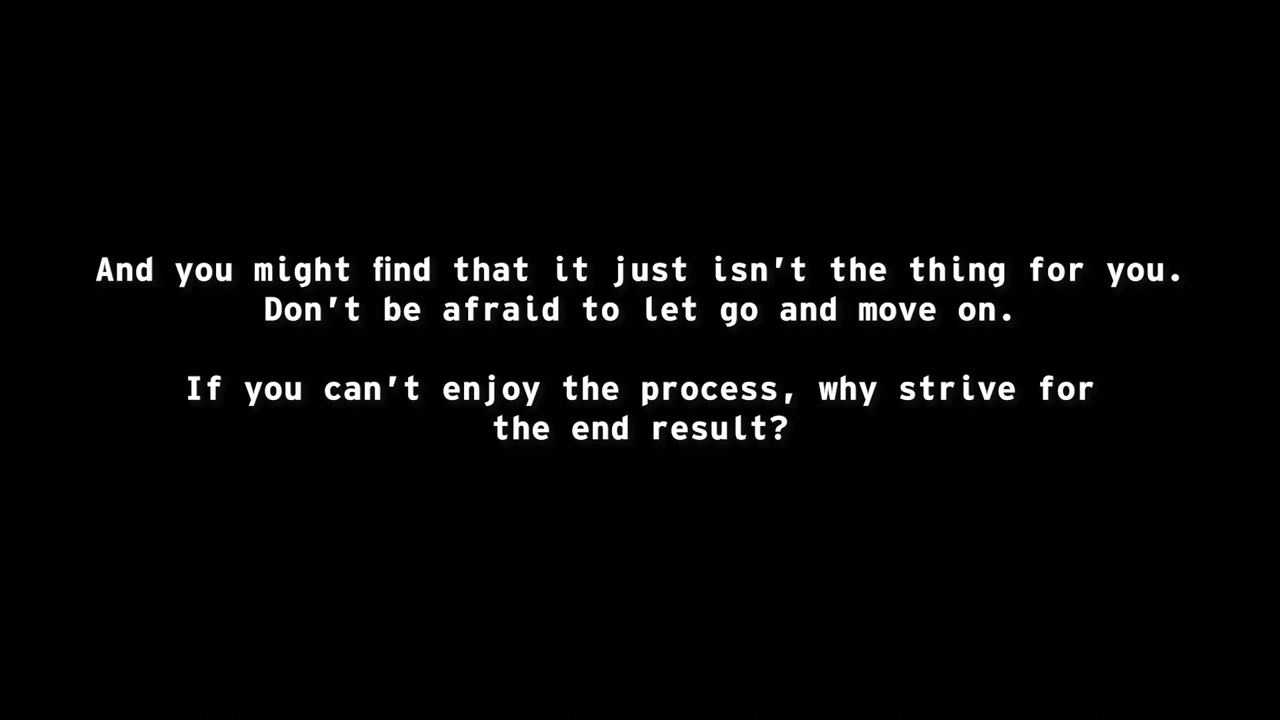 And you might find that it just isn't the thing for you.
Don't be afraid to let go and move on.
If you can't enjoy the process, why strive for
the end result?